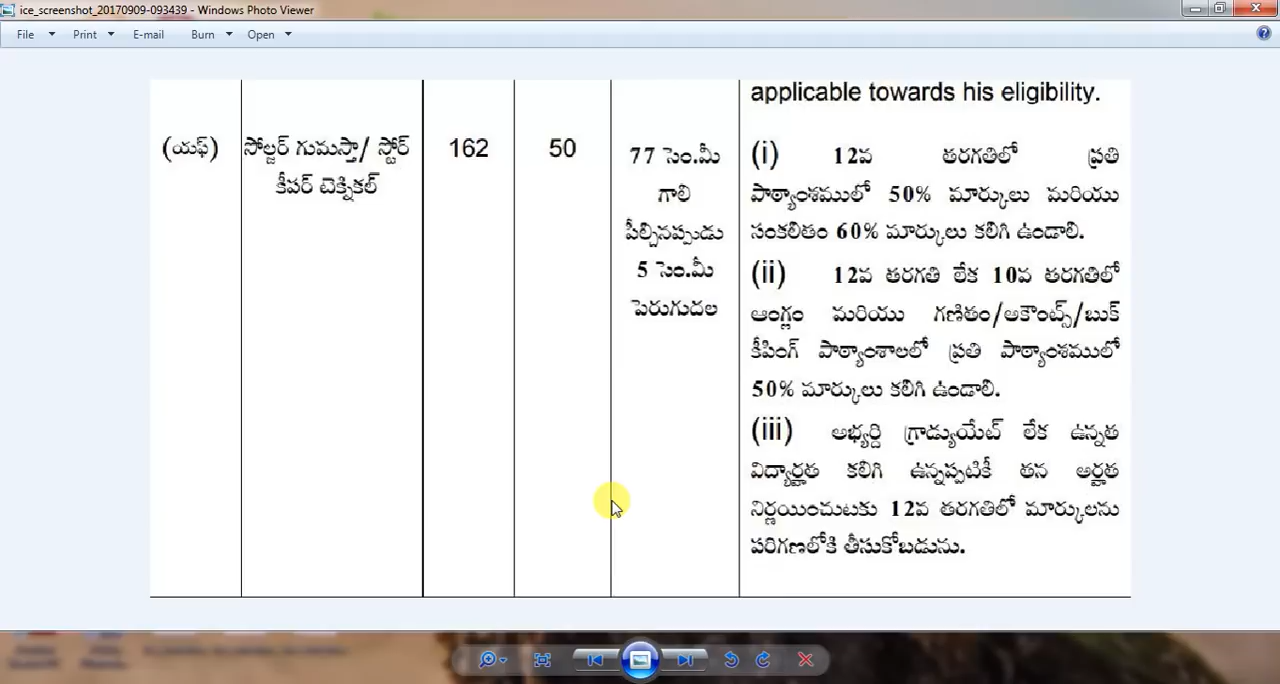 ice_screenshot_20170909-093439 - Windows Photo Viewer
File Print E-mail Burn Open
applicable towards his eligibility.
(యఫ్) సోల్జర్ గుమస్తా/ స్టోర్ కీపర్ టెక్నికల్
162
50
77 సెం.మీ
గాలి
పీల్చినప్పుడు
5 సెం.మీ
పెరుగుదల
(i) 12వ తరగతిలో ప్రతి
పాఠ్యాంశములో 50% మార్కులు మరియు
సంకలితం 60% మార్కులు కలిగి ఉండాలి.
(ii) 12వ తరగతి లేక 10వ తరగతిలో
ఆంగ్లం మరియు గణితం/అకౌంట్స్/బుక్
కీపింగ్ పాఠ్యాంశాలలో ప్రతి పాఠ్యాంశములో
50% మార్కులు కలిగి ఉండాలి.
(iii) అభ్యర్ది గ్రాడ్యుయేట్ లేక ఉన్నత
విద్యార్హత కలిగి ఉన్నప్పటికీ తన అర్హత
నిర్ణయించుటకు 12వ తరగతిలో మార్కులను
పరిగణలోకి తీసుకోబడును.